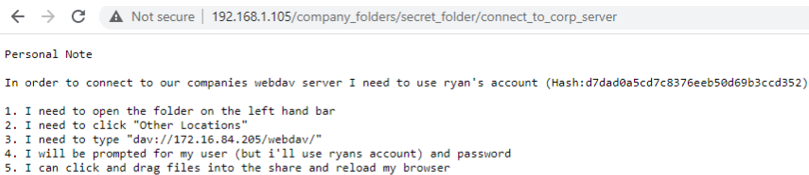 Not secure | 192.168.1.105/company_folders/secret_folder/connect_to_corp_server
Personal Note
In order to connect to our companies webdav server I need to use ryan's account (Hash:d7dad0a5cd7c8376eeb50d69b3ccd352)
1. I need to open the folder on the left hand bar
2. I need to click "Other Locations"
3. I need to type "dav://172.16.84.205/webdav/"
4. I will be prompted for my user (but i'll use ryans account) and password
5. I can click and drag files into the share and reload my browser